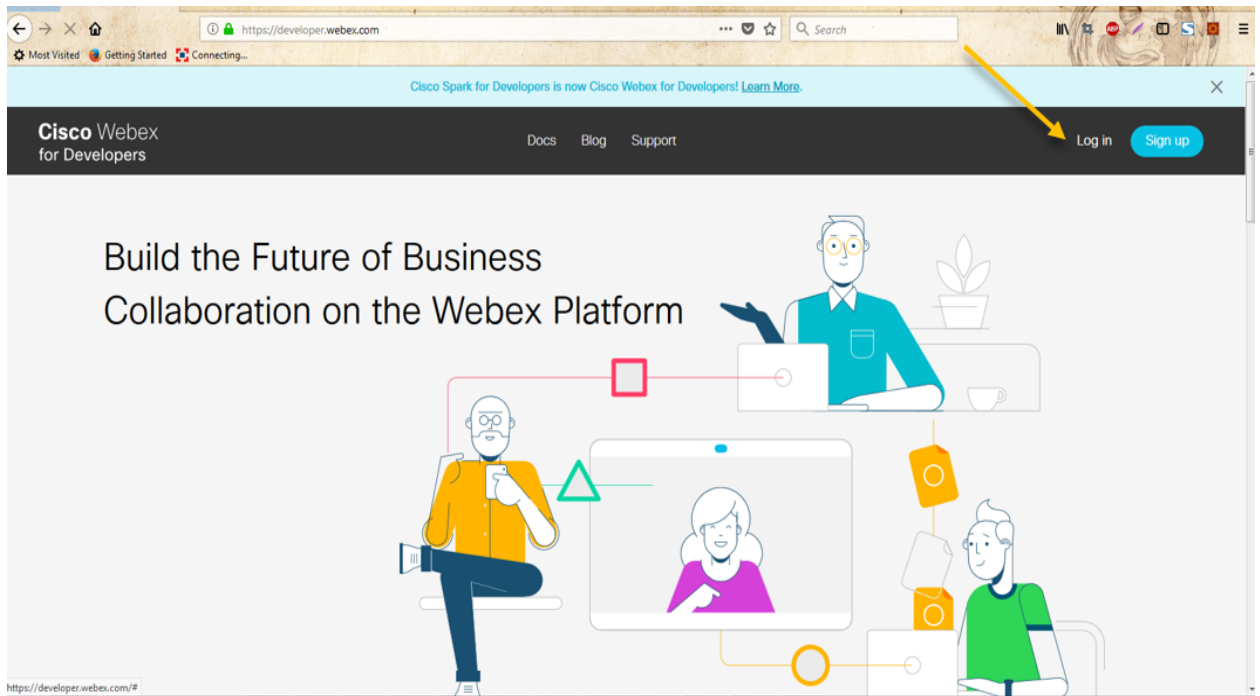 https://developer.webex.com
Search
Most Visited Getting Started Connecting...
Cisco Spark for Developers is now Cisco Webex for Developers! Learn More.
Cisco Webex
for Developers
Docs Blog Support
Log in Sign up
Build the Future of Business
Collaboration on the Webex Platform
https://developer.webex.com/#